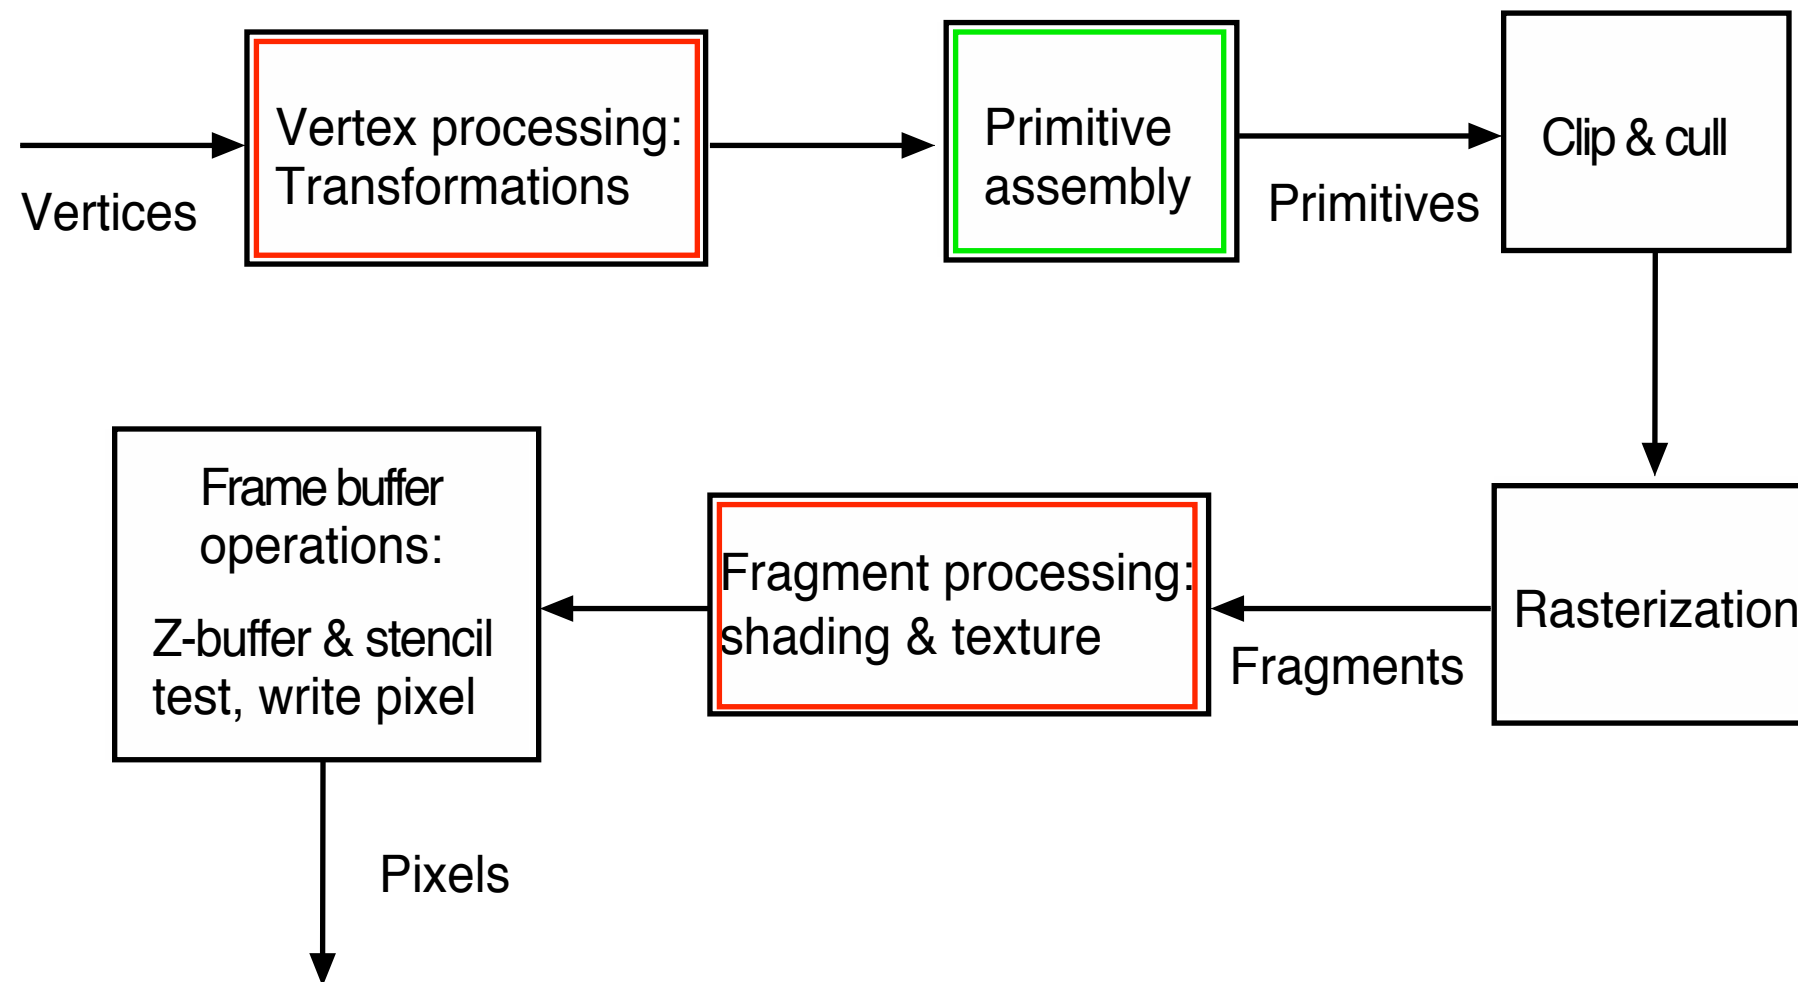 Vertices
Vertex processing:
Transformations
Primitive
assembly
Primitives
Clip & cull
Rasterization
Fragments
Fragment processing:
shading & texture
Frame buffer
operations:
Z-buffer & stencil
test, write pixel
Pixels